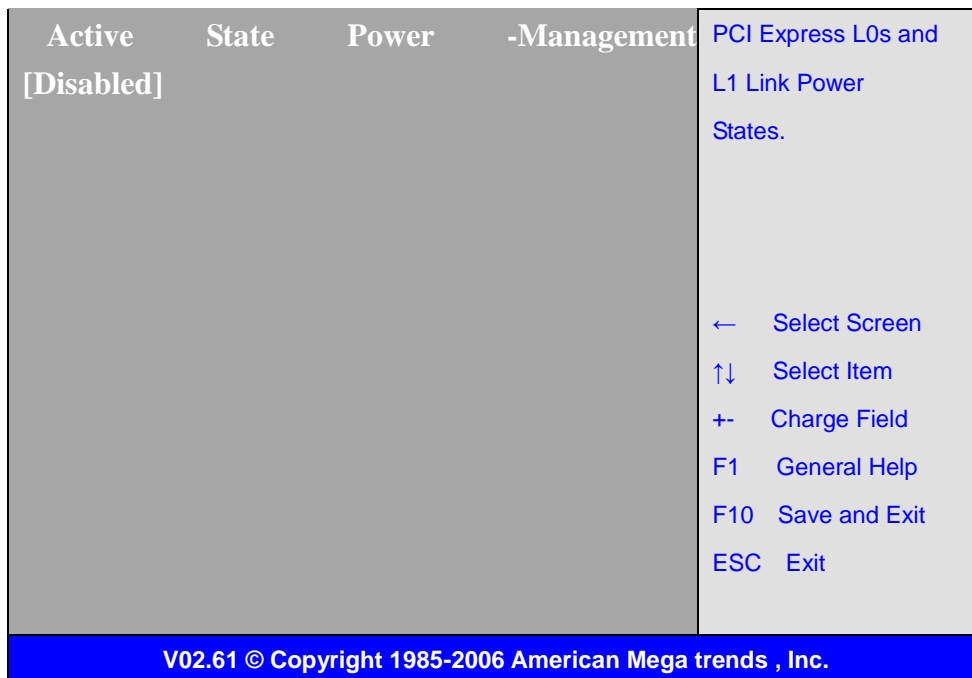 Active State Power -Management
[Disabled]
PCI Express L0s and
L1 Link Power
States.
← Select Screen
↑↓ Select Item
+- Charge Field
F1 General Help
F10 Save and Exit
ESC Exit
V02.61 © Copyright 1985-2006 American Mega trends , Inc.